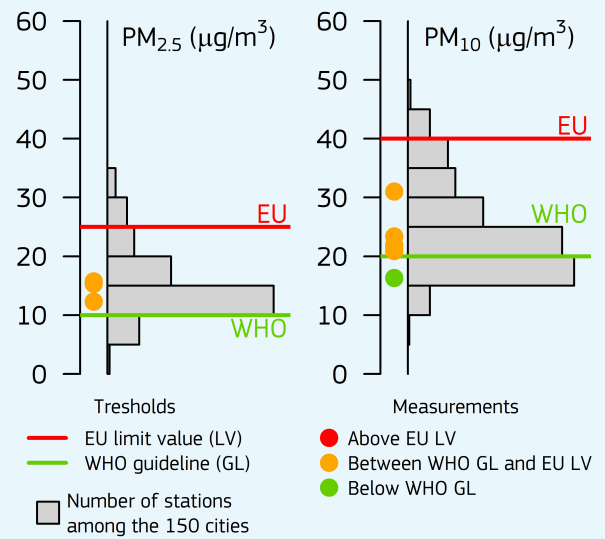 PM2.5 (µg/m³)
60
50
40
30
20
10
0
EU
WHO
PM10 (µg/m³)
60
50
40
30
20
10
0
EU
WHO
Tresholds
EU limit value (LV)
WHO guideline (GL)
Number of stations
among the 150 cities
Measurements
Above EU LV
Between WHO GL and EU LV
Below WHO GL